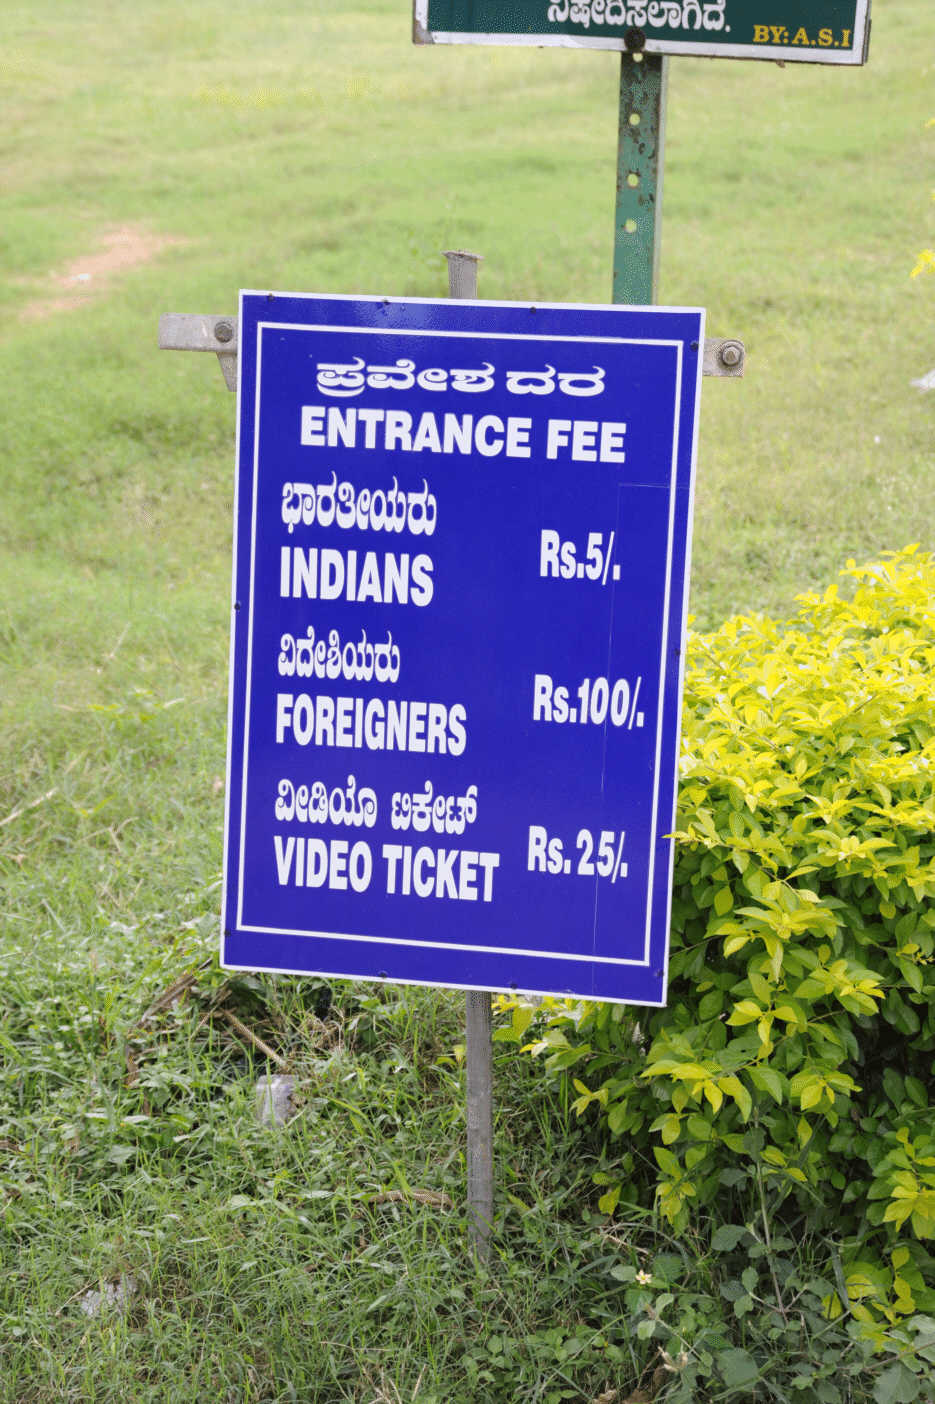 ನಿಷೇದಿಸಲಾಗಿದೆ.
BY: A.S.I
ಪ್ರವೇಶ ದರ
ENTRANCE FEE
ಭಾರತೀಯರು
INDIANS Rs.5/.
ವಿದೇಶಿಯರು
FOREIGNERS Rs.100/.
ವೀಡಿಯೊ ಟಿಕೇಟ್
VIDEO TICKET Rs. 25/.